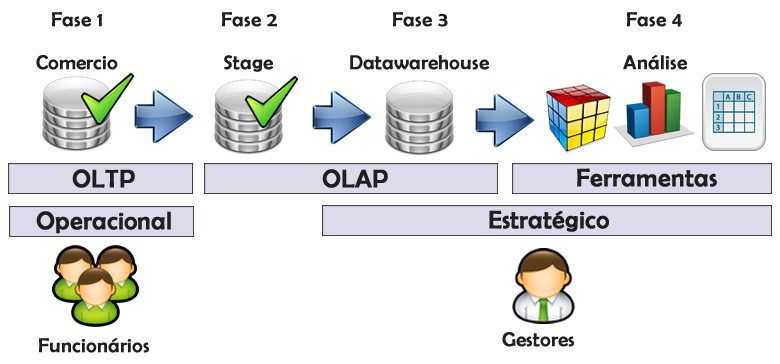 Fase 1
Fase 2
Fase 3
Fase 4
Comercio
Stage
Datawarehouse
Análise
A B C
1
2
3
OLTP
OLAP
Ferramentas
Operacional
Estratégico
Funcionários
Gestores